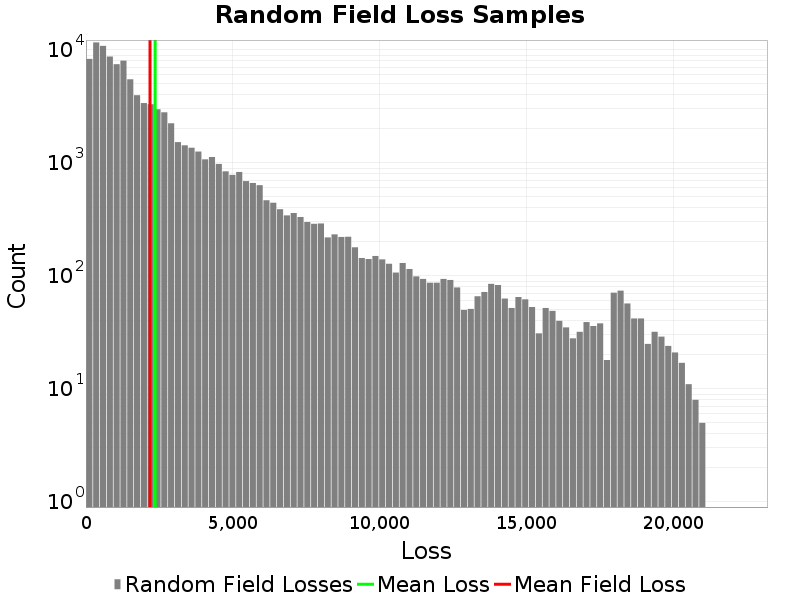 Random Field Loss Samples
Count
10^4
10^3
10^2
10^1
10^0
0 5,000 10,000 15,000 20,000
Loss
Random Field Losses Mean Loss Mean Field Loss